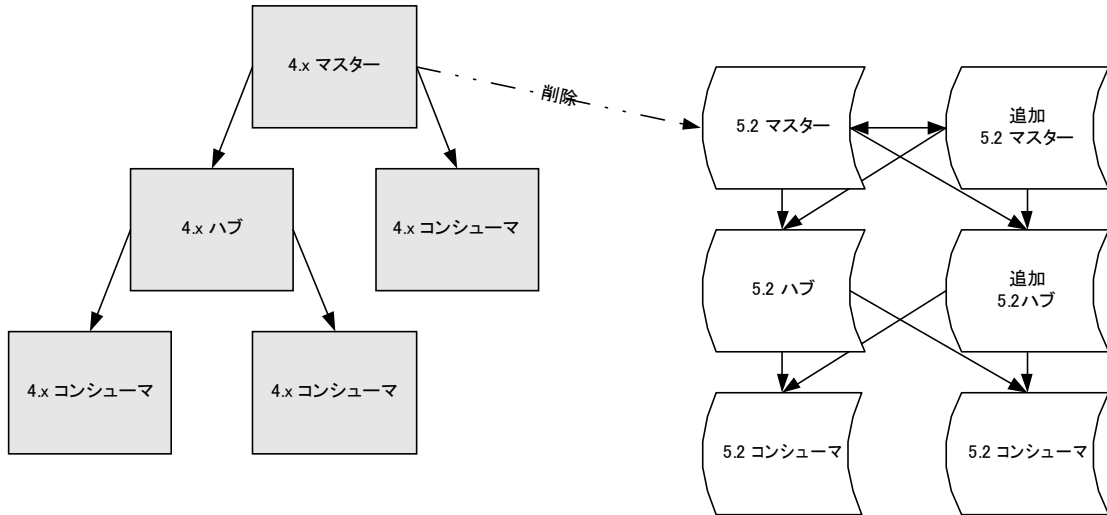 4.x マスター
削除
5.2 マスター
追加
5.2 マスター
4.x ハブ
4.x コンシューマ
5.2 ハブ
追加
5.2ハブ
4.x コンシューマ
4.x コンシューマ
5.2 コンシューマ
5.2 コンシューマ